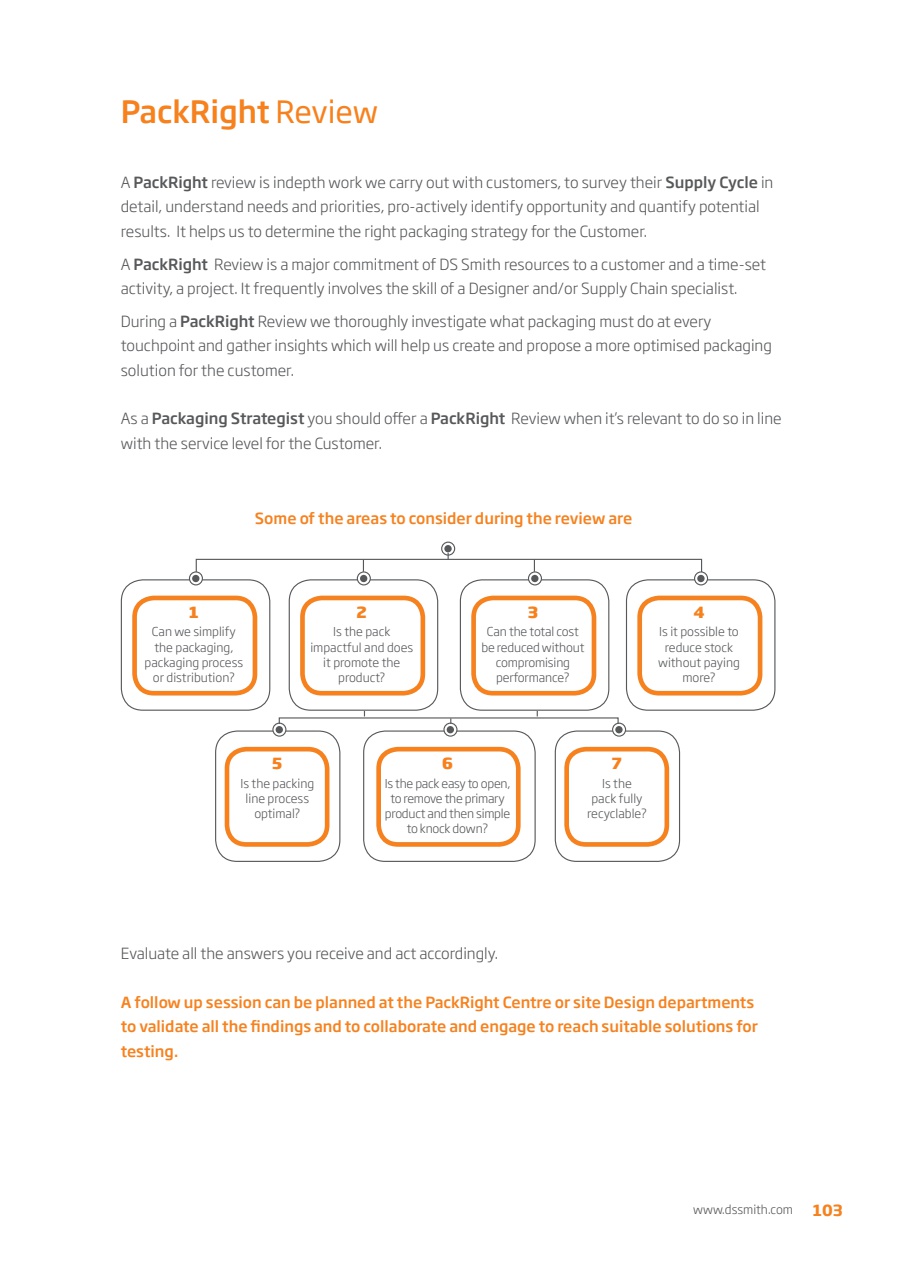 PackRight Review
A PackRight review is indepth work we carry out with customers, to survey their Supply Cycle in
detail, understand needs and priorities, pro-actively identify opportunity and quantify potential
results. It helps us to determine the right packaging strategy for the Customer.
A PackRight Review is a major commitment of DS Smith resources to a customer and a time-set
activity, a project. It frequently involves the skill of a Designer and/or Supply Chain specialist.
During a PackRight Review we thoroughly investigate what packaging must do at every
touchpoint and gather insights which will help us create and propose a more optimised packaging
solution for the customer.
As a Packaging Strategist you should offer a PackRight Review when it's relevant to do so in line
with the service level for the Customer.
Some of the areas to consider during the review are
1
Can we simplify
the packaging,
packaging process
or distribution?
2
Is the pack
impactful and does
it promote the
product?
3
Can the total cost
be reduced without
compromising
performance?
4
Is it possible to
reduce stock
without paying
more?
5
Is the packing
line process
optimal?
6
Is the pack easy to open,
to remove the primary
product and then simple
to knock down?
7
Is the
pack fully
recyclable?
Evaluate all the answers you receive and act accordingly.
A follow up session can be planned at the PackRight Centre or site Design departments
to validate all the findings and to collaborate and engage to reach suitable solutions for
testing.
www.dssmith.com 103